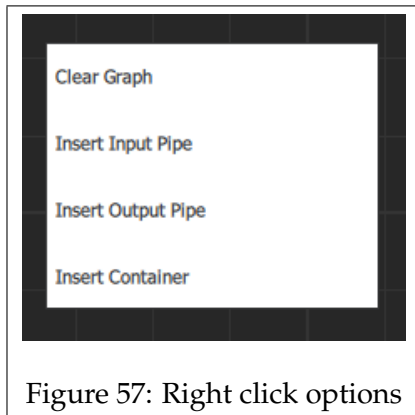 Clear Graph
Insert Input Pipe
Insert Output Pipe
Insert Container
Figure 57: Right click options